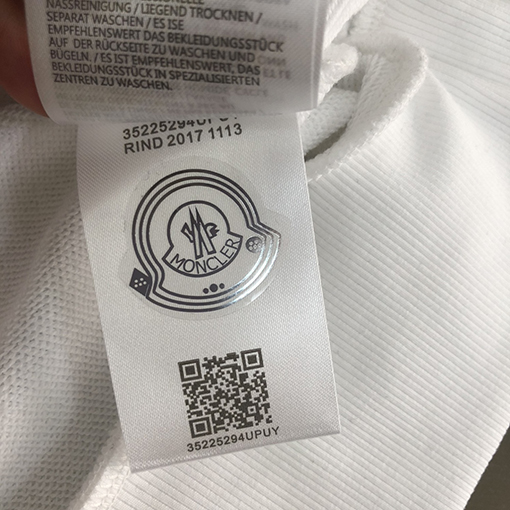 NASSREINIGUNG / LIEGEND TROCKNEN /
SEPARAT WASCHEN / ES ISE
EMPFEHLENSWERT DAS BEKLEIDUNGSSTÜCK
AUF DER RÜCKSEITE ZU WASCHEN UND
BÜGELN. / ES IST EMPFEHLENSWERT, DAS
BEKLEIDUNGSSTÜCK IN SPEZIALISIERTEN
ZENTREN ZU WASCHEN.
35225294UPUY
RIND 2017 1113
MONCLER
35225294UPUY